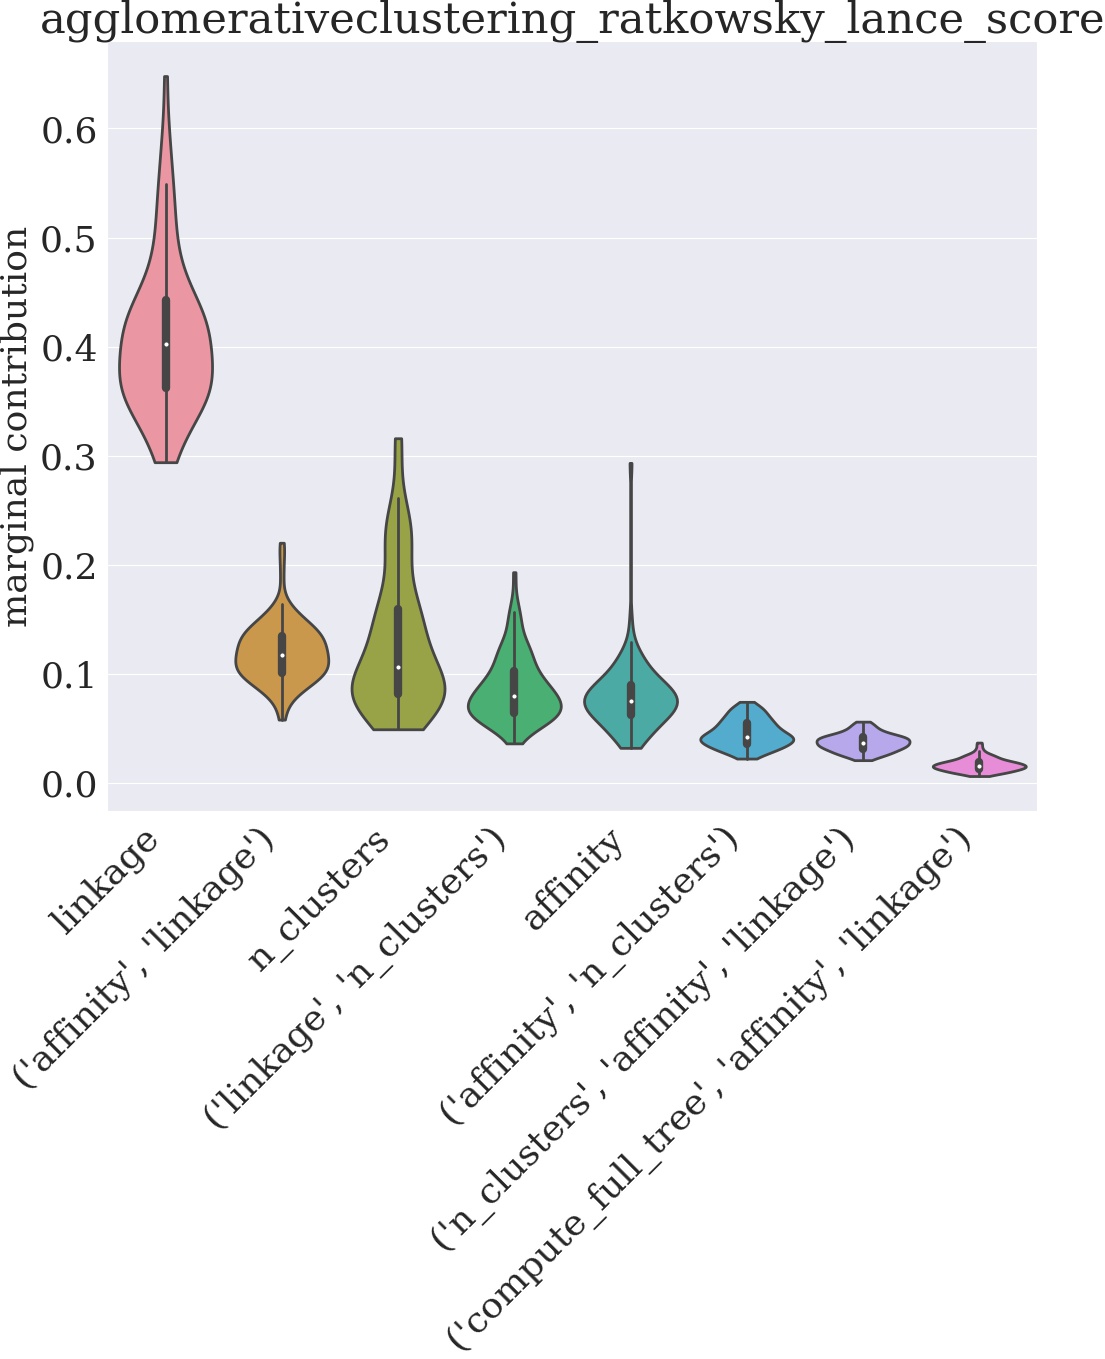 agglomerativeclustering_ratkowsky_lance_score
marginal contribution
0.6
0.5
0.4
0.3
0.2
0.1
0.0
linkage
('affinity', 'linkage')
n_clusters
('linkage', 'n_clusters')
affinity
('affinity', 'n_clusters')
('n_clusters', 'affinity', 'linkage')
('compute_full_tree', 'affinity', 'linkage')